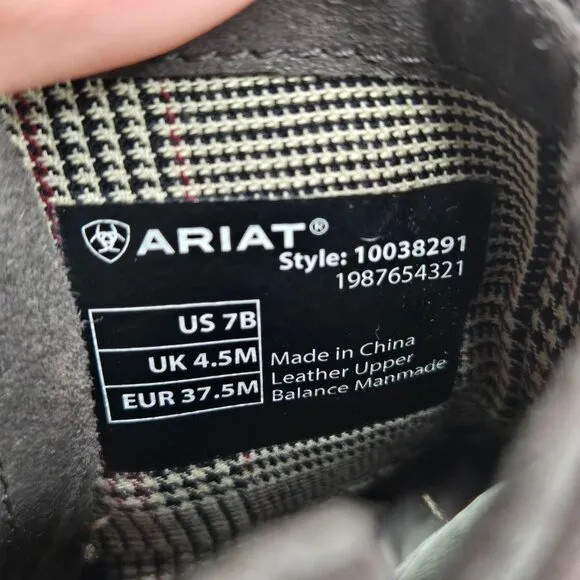 ARIAT®
Style: 10038291
1987654321
US 7B
UK 4.5M
EUR 37.5M
Made in China
Leather Upper
Balance Manmade